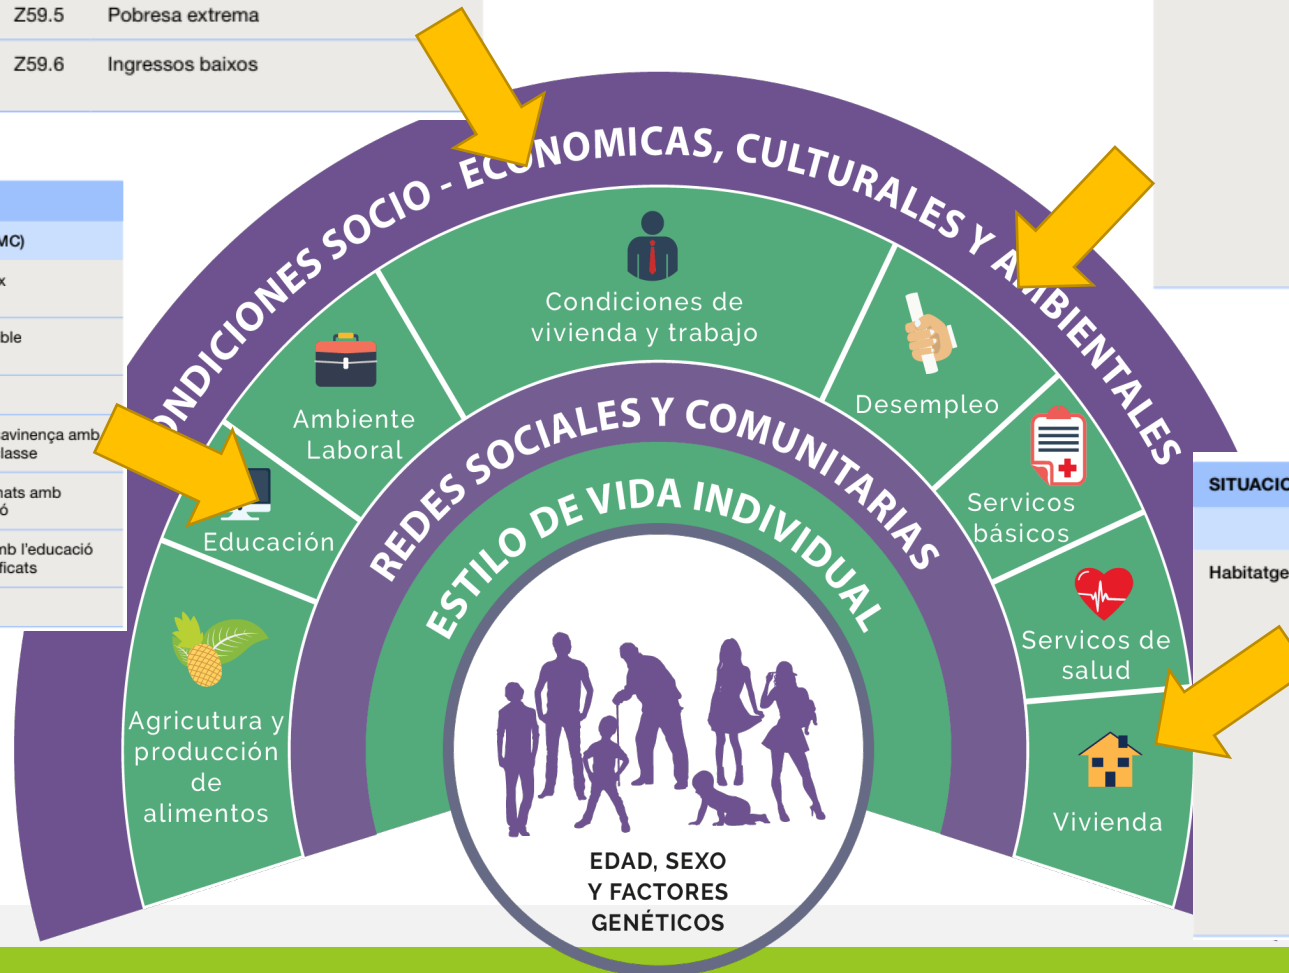 Z59.5 Pobresa extrema
Z59.6 Ingressos baixos
MC)
x
ble
avinença amb
lasse
nats amb
ó
mb l'educació
ficats
CONDICIONES SOCIO - ECONOMICAS, CULTURALES Y AMBIENTALES
Condiciones de
vivienda y trabajo
Ambiente
Laboral
Desempleo
Educación
Servicos
básicos
Servicos de
salud
Agricutura y
producción
de
alimentos
Vivienda
REDES SOCIALES Y COMUNITARIAS
ESTILO DE VIDA INDIVIDUAL
EDAD, SEXO
Y FACTORES
GENÉTICOS
SITUACIO
Habitatge